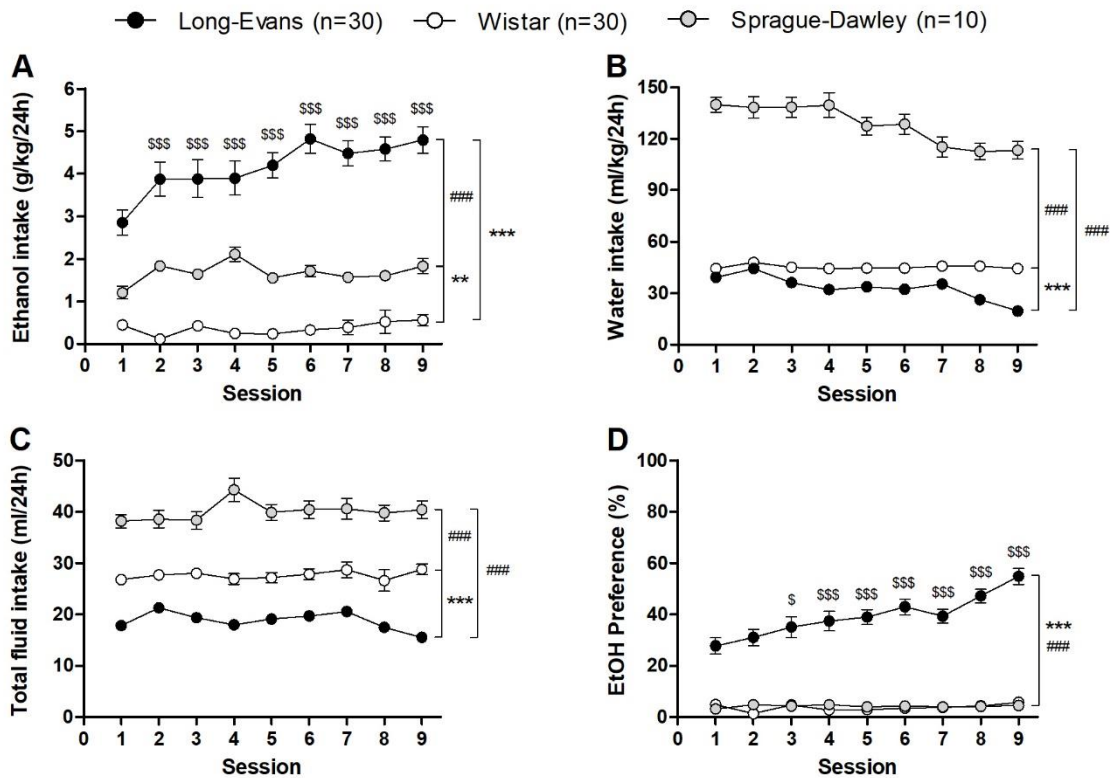 Long-Evans (n=30) Wistar (n=30) Sprague-Dawley (n=10)
A
Ethanol intake (g/kg/24h)
6
5
4
3
2
1
0
$$$ $$$ $$$ $$$ $$$ $$$ $$$ $$$
###
***
**
0 1 2 3 4 5 6 7 8 9
Session
B
Water intake (ml/kg/24h)
150
120
90
60
30
0
###
###
***
0 1 2 3 4 5 6 7 8 9
Session
C
Total fluid intake (ml/24h)
50
40
30
20
10
0
###
###
***
0 1 2 3 4 5 6 7 8 9
Session
D
EtOH Preference (%)
100
80
60
40
20
0
$ $$$ $$$ $$$ $$$ $$$ $$$
***
###
0 1 2 3 4 5 6 7 8 9
Session